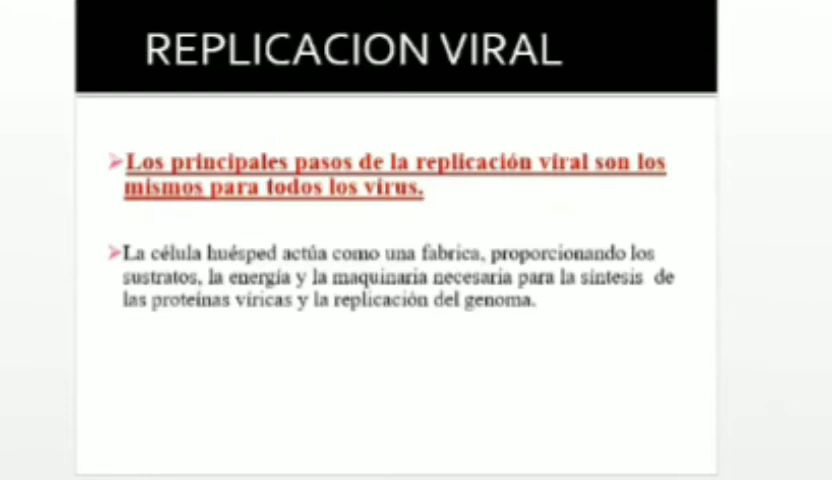 REPLICACION VIRAL
➢Los principales pasos de la replicación viral son los
mismos para todos los virus.
➢La célula huésped actúa como una fabrica, proporcionando los
sustratos, la energía y la maquinaria necesaria para la síntesis de
las proteínas víricas y la replicación del genoma.